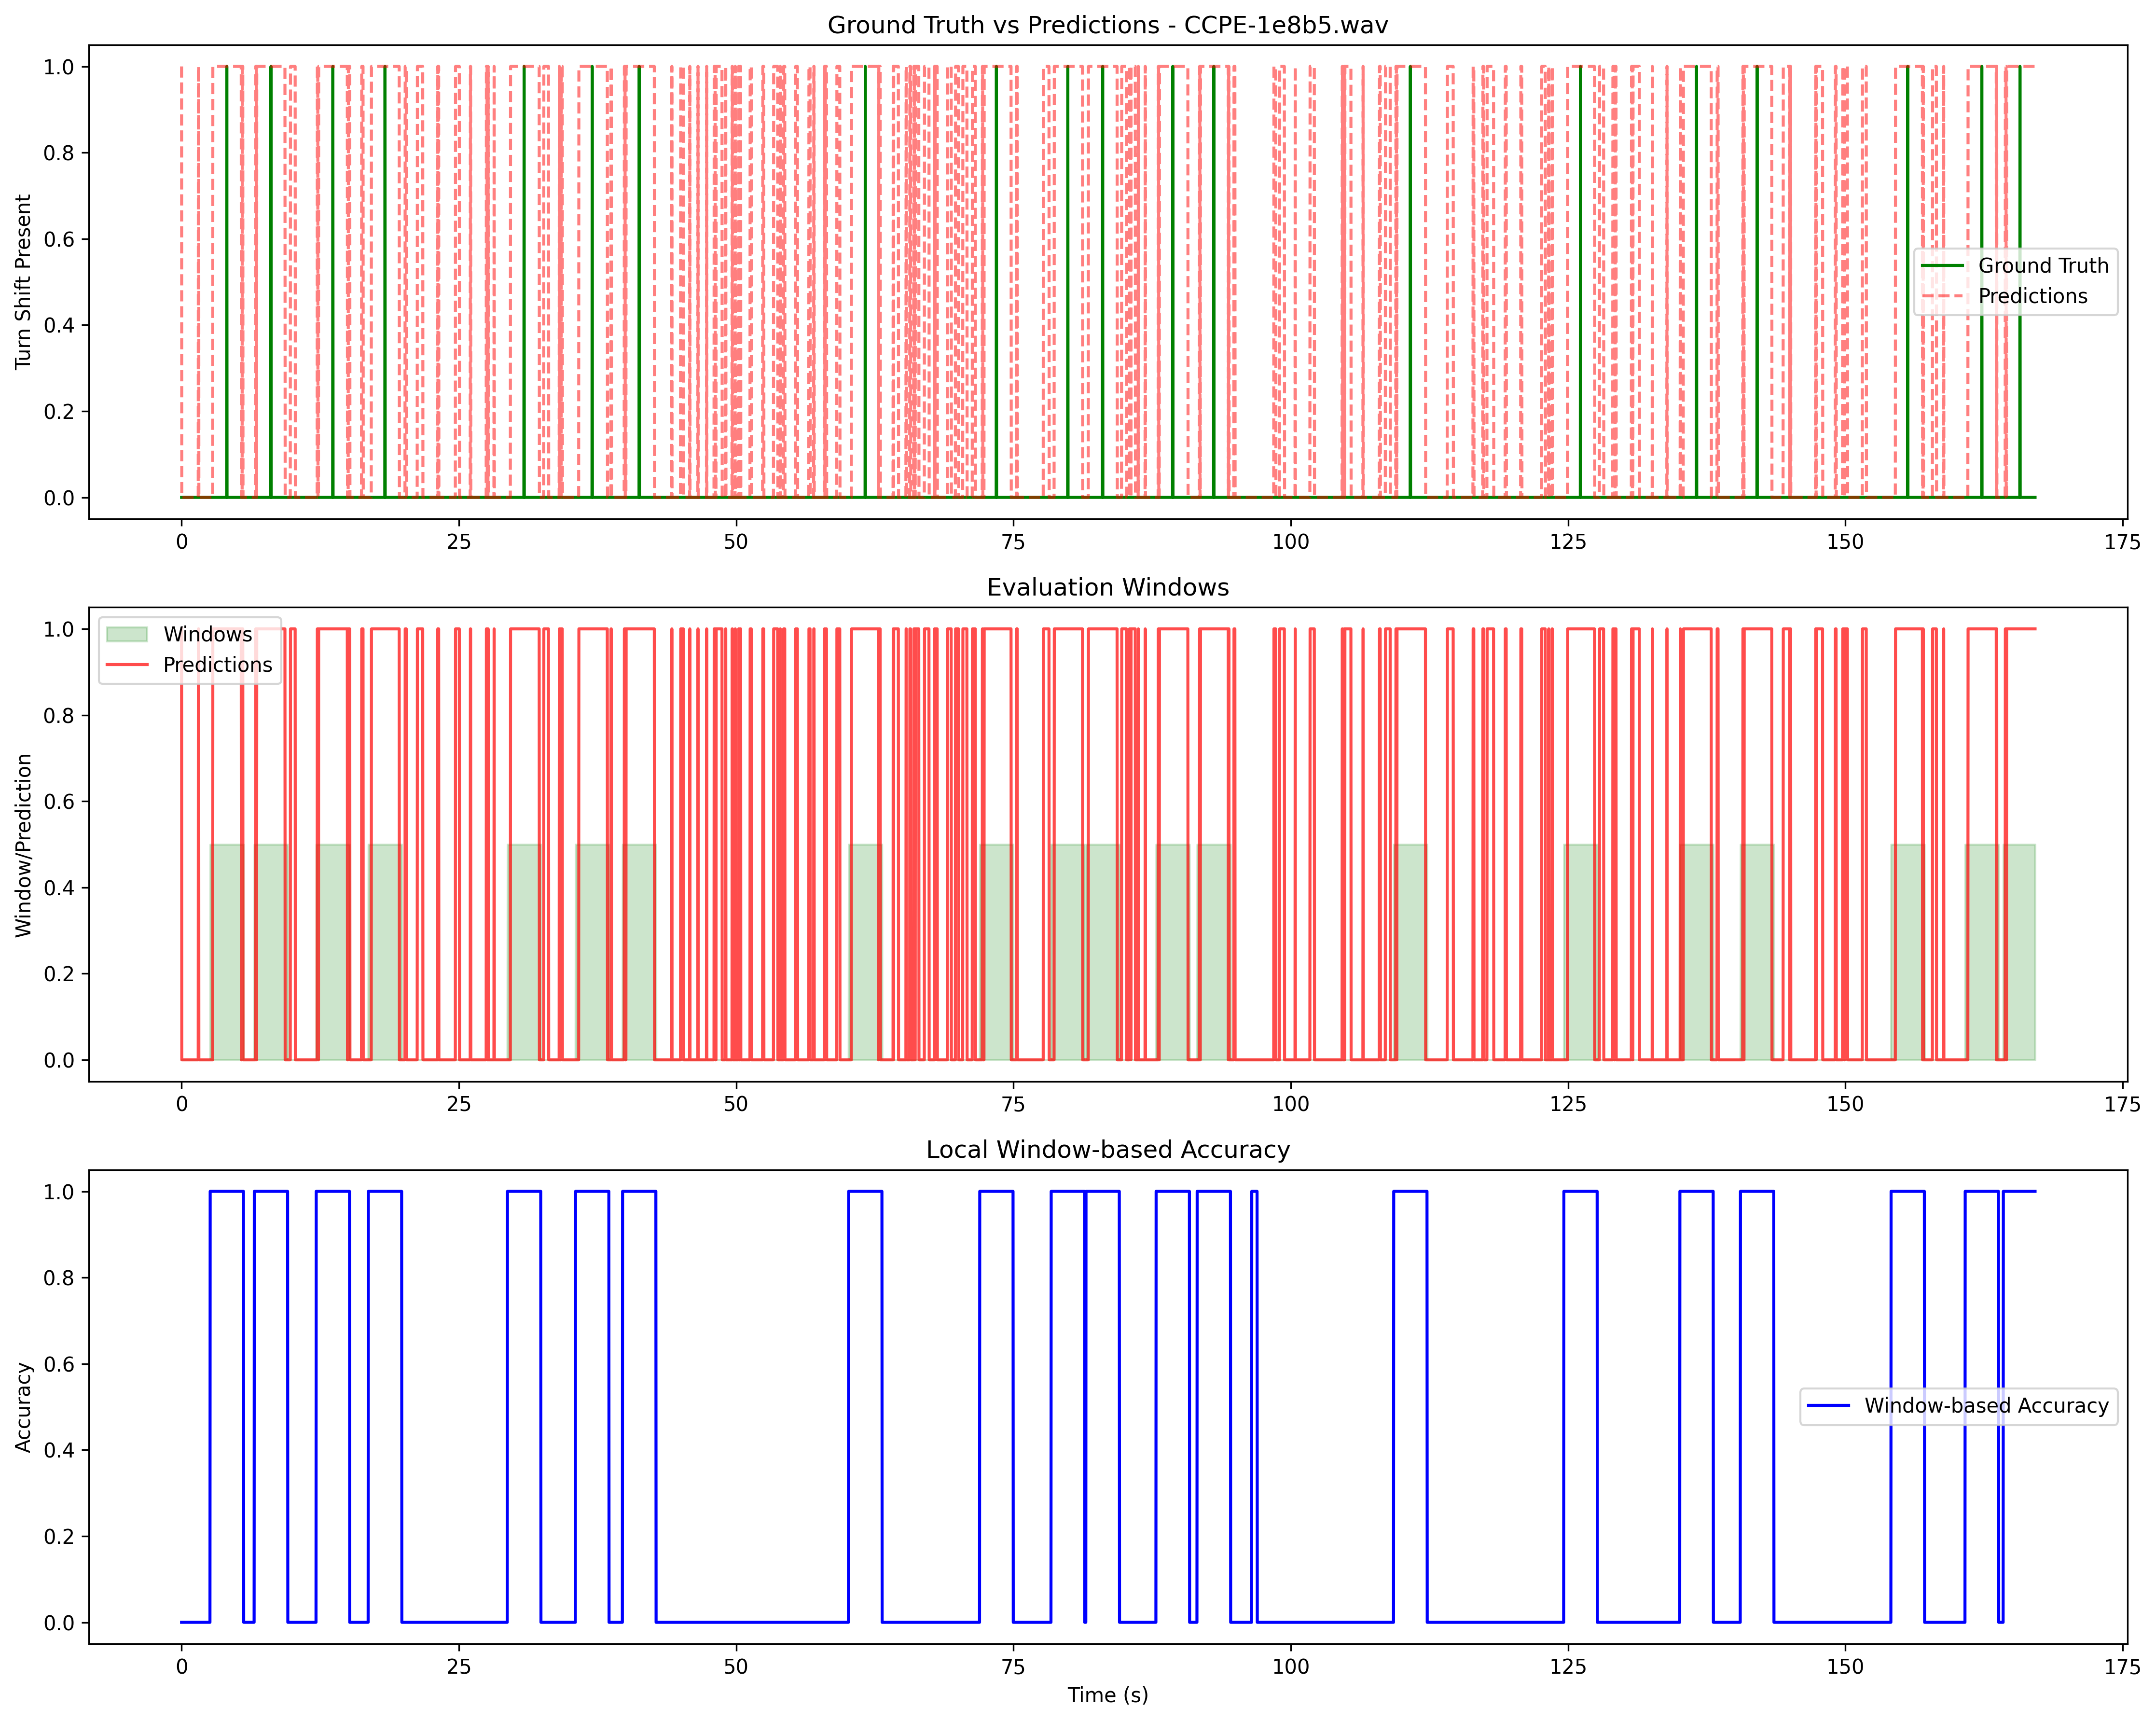 Ground Truth vs Predictions - CCPE-1e8b5.wav
1.0
0.8
0.6
0.4
0.2
0.0
Turn Shift Present
Ground Truth
Predictions
0 25 50 75 100 125 150 175
Evaluation Windows
1.0
0.8
0.6
0.4
0.2
0.0
Window/Prediction
Windows
Predictions
0 25 50 75 100 125 150 175
Local Window-based Accuracy
1.0
0.8
0.6
0.4
0.2
0.0
Accuracy
Window-based Accuracy
0 25 50 75 100 125 150 175
Time (s)